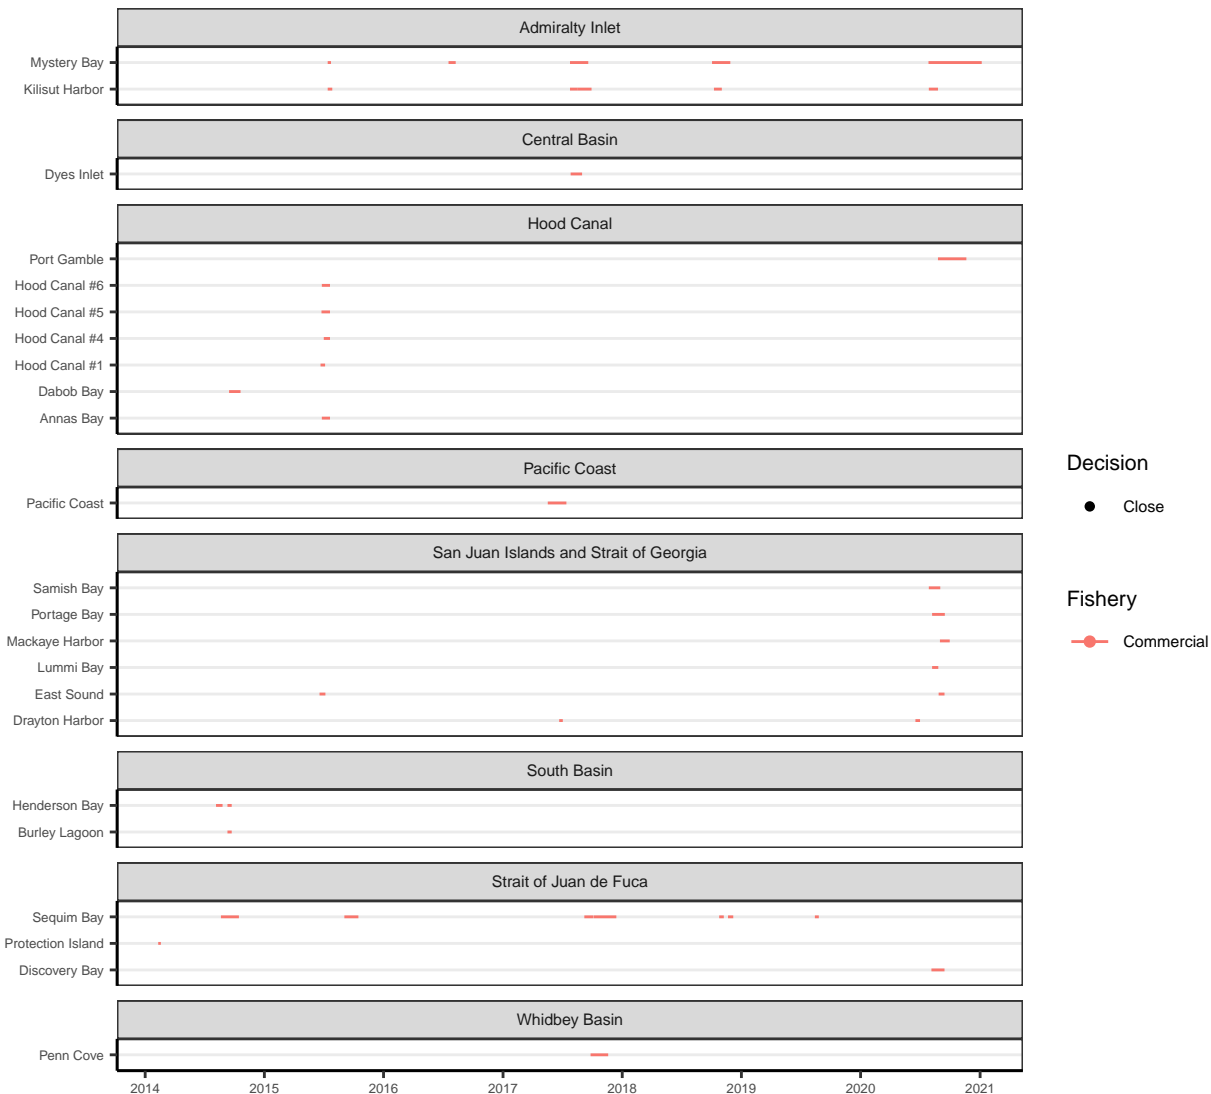 Admiralty Inlet
Mystery Bay
Kilisut Harbor
Central Basin
Dyes Inlet
Hood Canal
Port Gamble
Hood Canal #6
Hood Canal #5
Hood Canal #4
Hood Canal #1
Dabob Bay
Annas Bay
Pacific Coast
Pacific Coast
San Juan Islands and Strait of Georgia
Samish Bay
Portage Bay
Mackaye Harbor
Lummi Bay
East Sound
Drayton Harbor
South Basin
Henderson Bay
Burley Lagoon
Strait of Juan de Fuca
Sequim Bay
Protection Island
Discovery Bay
Whidbey Basin
Penn Cove
2014 2015 2016 2017 2018 2019 2020 2021
Decision
Close
Fishery
Commercial